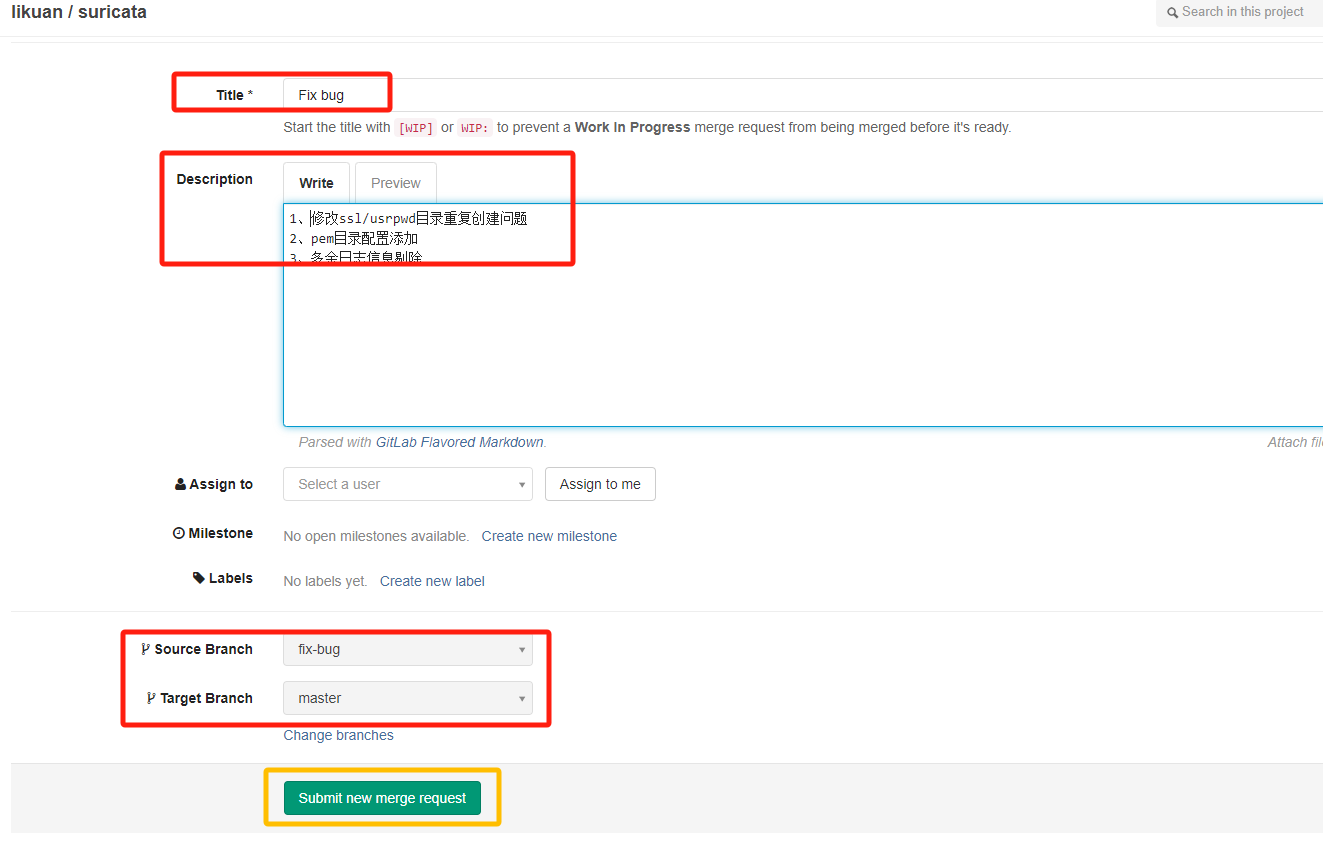 likuan / suricata
Search in this project
Title *
Fix bug
Start the title with [WIP] or WIP: to prevent a Work In Progress merge request from being merged before it's ready.
Description
Write
Preview
1、修改ssl/usrpwd目录重复创建问题
2、pem目录配置添加
3、多余日志信息剔除
Parsed with GitLab Flavored Markdown.
Attach file
Assign to
Select a user
Assign to me
Milestone
No open milestones available. Create new milestone
Labels
No labels yet. Create new label
Source Branch
fix-bug
Target Branch
master
Change branches
Submit new merge request